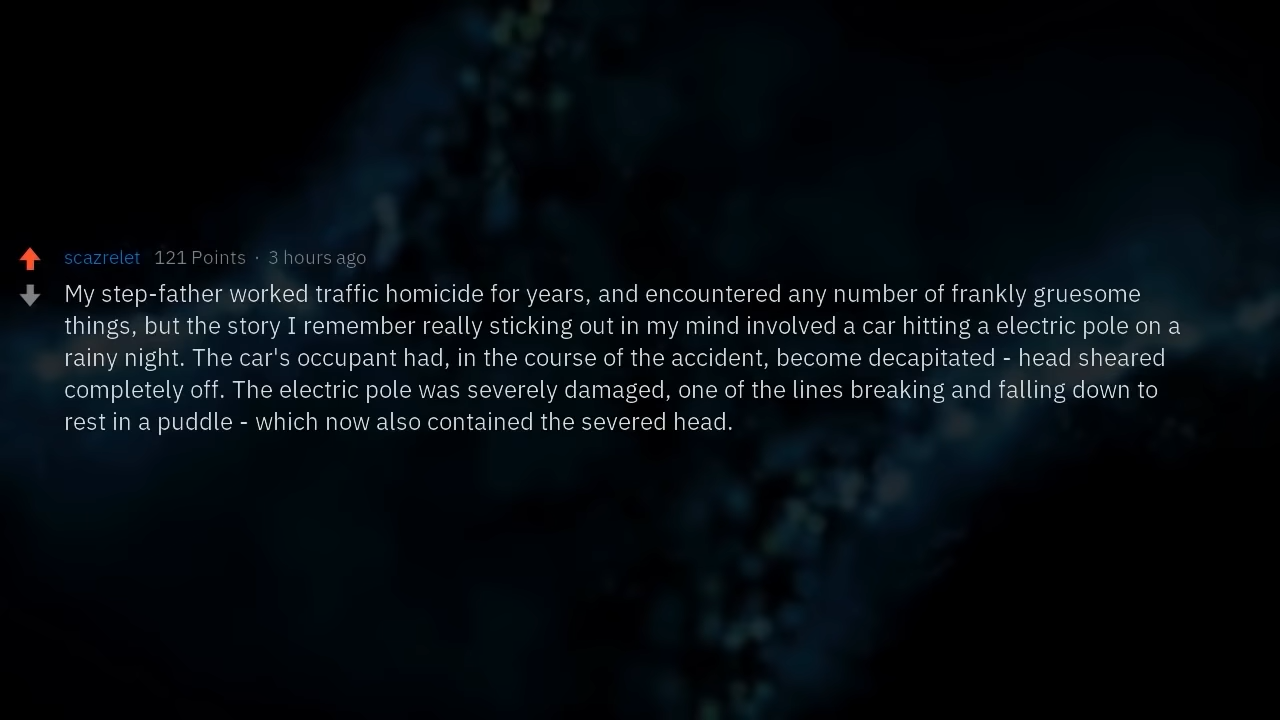 scazrelet 121 Points · 3 hours ago
My step-father worked traffic homicide for years, and encountered any number of frankly gruesome
things, but the story I remember really sticking out in my mind involved a car hitting a electric pole on a
rainy night. The car's occupant had, in the course of the accident, become decapitated - head sheared
completely off. The electric pole was severely damaged, one of the lines breaking and falling down to
rest in a puddle - which now also contained the severed head.